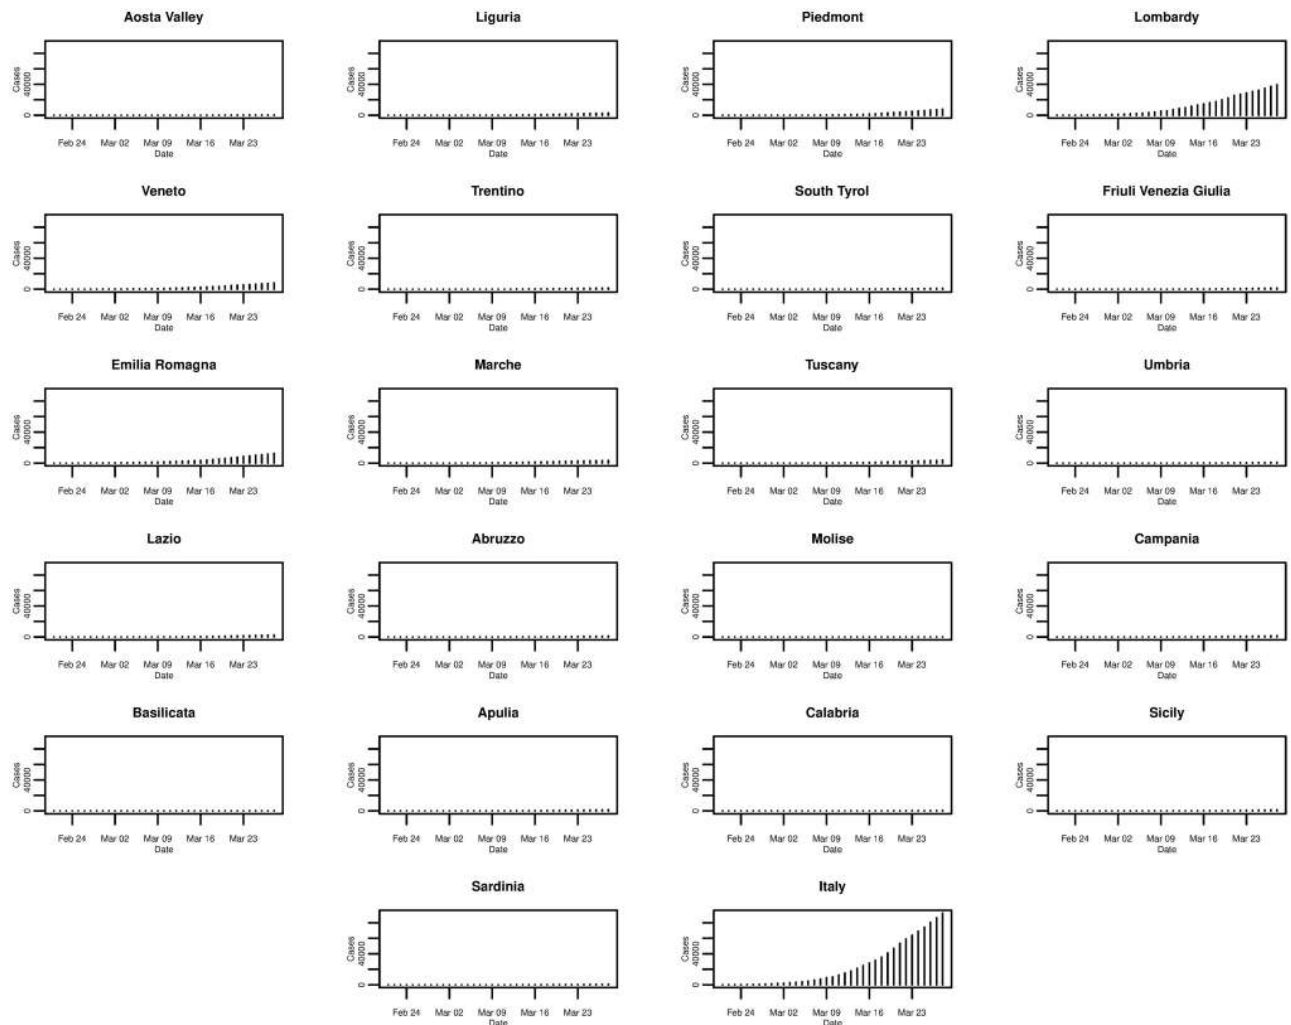 Aosta Valley
Liguria
Piedmont
Lombardy
Cases
40000
0
Feb 24 Mar 02 Mar 09 Mar 16 Mar 23
Date
Cases
40000
0
Feb 24 Mar 02 Mar 09 Mar 16 Mar 23
Date
Cases
40000
0
Feb 24 Mar 02 Mar 09 Mar 16 Mar 23
Date
Cases
40000
0
Feb 24 Mar 02 Mar 09 Mar 16 Mar 23
Date
Veneto
Trentino
South Tyrol
Friuli Venezia Giulia
Cases
40000
0
Feb 24 Mar 02 Mar 09 Mar 16 Mar 23
Date
Cases
40000
0
Feb 24 Mar 02 Mar 09 Mar 16 Mar 23
Date
Cases
40000
0
Feb 24 Mar 02 Mar 09 Mar 16 Mar 23
Date
Cases
40000
0
Feb 24 Mar 02 Mar 09 Mar 16 Mar 23
Date
Emilia Romagna
Marche
Tuscany
Umbria
Cases
40000
0
Feb 24 Mar 02 Mar 09 Mar 16 Mar 23
Date
Cases
40000
0
Feb 24 Mar 02 Mar 09 Mar 16 Mar 23
Date
Cases
40000
0
Feb 24 Mar 02 Mar 09 Mar 16 Mar 23
Date
Cases
40000
0
Feb 24 Mar 02 Mar 09 Mar 16 Mar 23
Date
Lazio
Abruzzo
Molise
Campania
Cases
40000
0
Feb 24 Mar 02 Mar 09 Mar 16 Mar 23
Date
Cases
40000
0
Feb 24 Mar 02 Mar 09 Mar 16 Mar 23
Date
Cases
40000
0
Feb 24 Mar 02 Mar 09 Mar 16 Mar 23
Date
Cases
40000
0
Feb 24 Mar 02 Mar 09 Mar 16 Mar 23
Date
Basilicata
Apulia
Calabria
Sicily
Cases
40000
0
Feb 24 Mar 02 Mar 09 Mar 16 Mar 23
Date
Cases
40000
0
Feb 24 Mar 02 Mar 09 Mar 16 Mar 23
Date
Cases
40000
0
Feb 24 Mar 02 Mar 09 Mar 16 Mar 23
Date
Cases
40000
0
Feb 24 Mar 02 Mar 09 Mar 16 Mar 23
Date
Sardinia
Italy
Cases
40000
0
Feb 24 Mar 02 Mar 09 Mar 16 Mar 23
Date
Cases
40000
0
Feb 24 Mar 02 Mar 09 Mar 16 Mar 23
Date